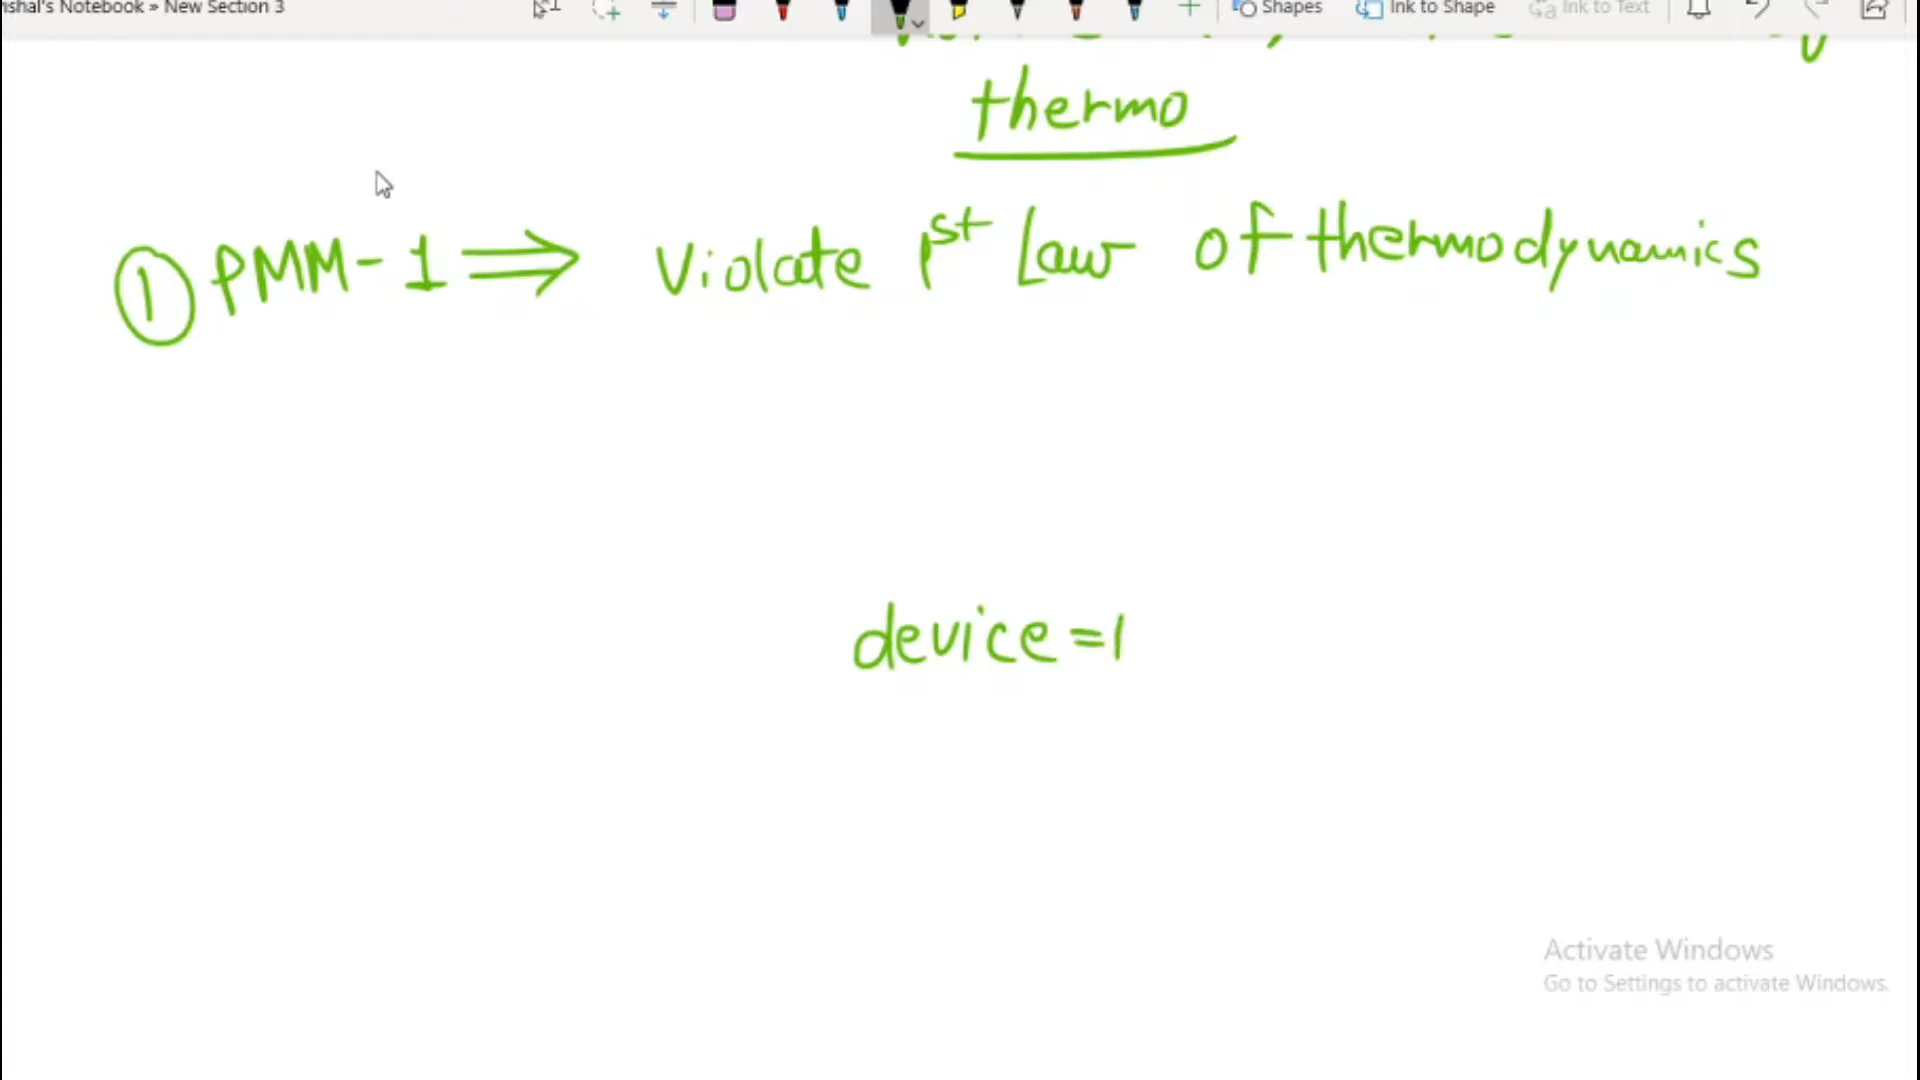 nshal's Notebook » New Section 3
Shapes
Ink to Shape
Ink to Text
thermo
① PMM-1 ⇒ Violate 1st Law of thermodynamics
device=1
Activate Windows
Go to Settings to activate Windows.